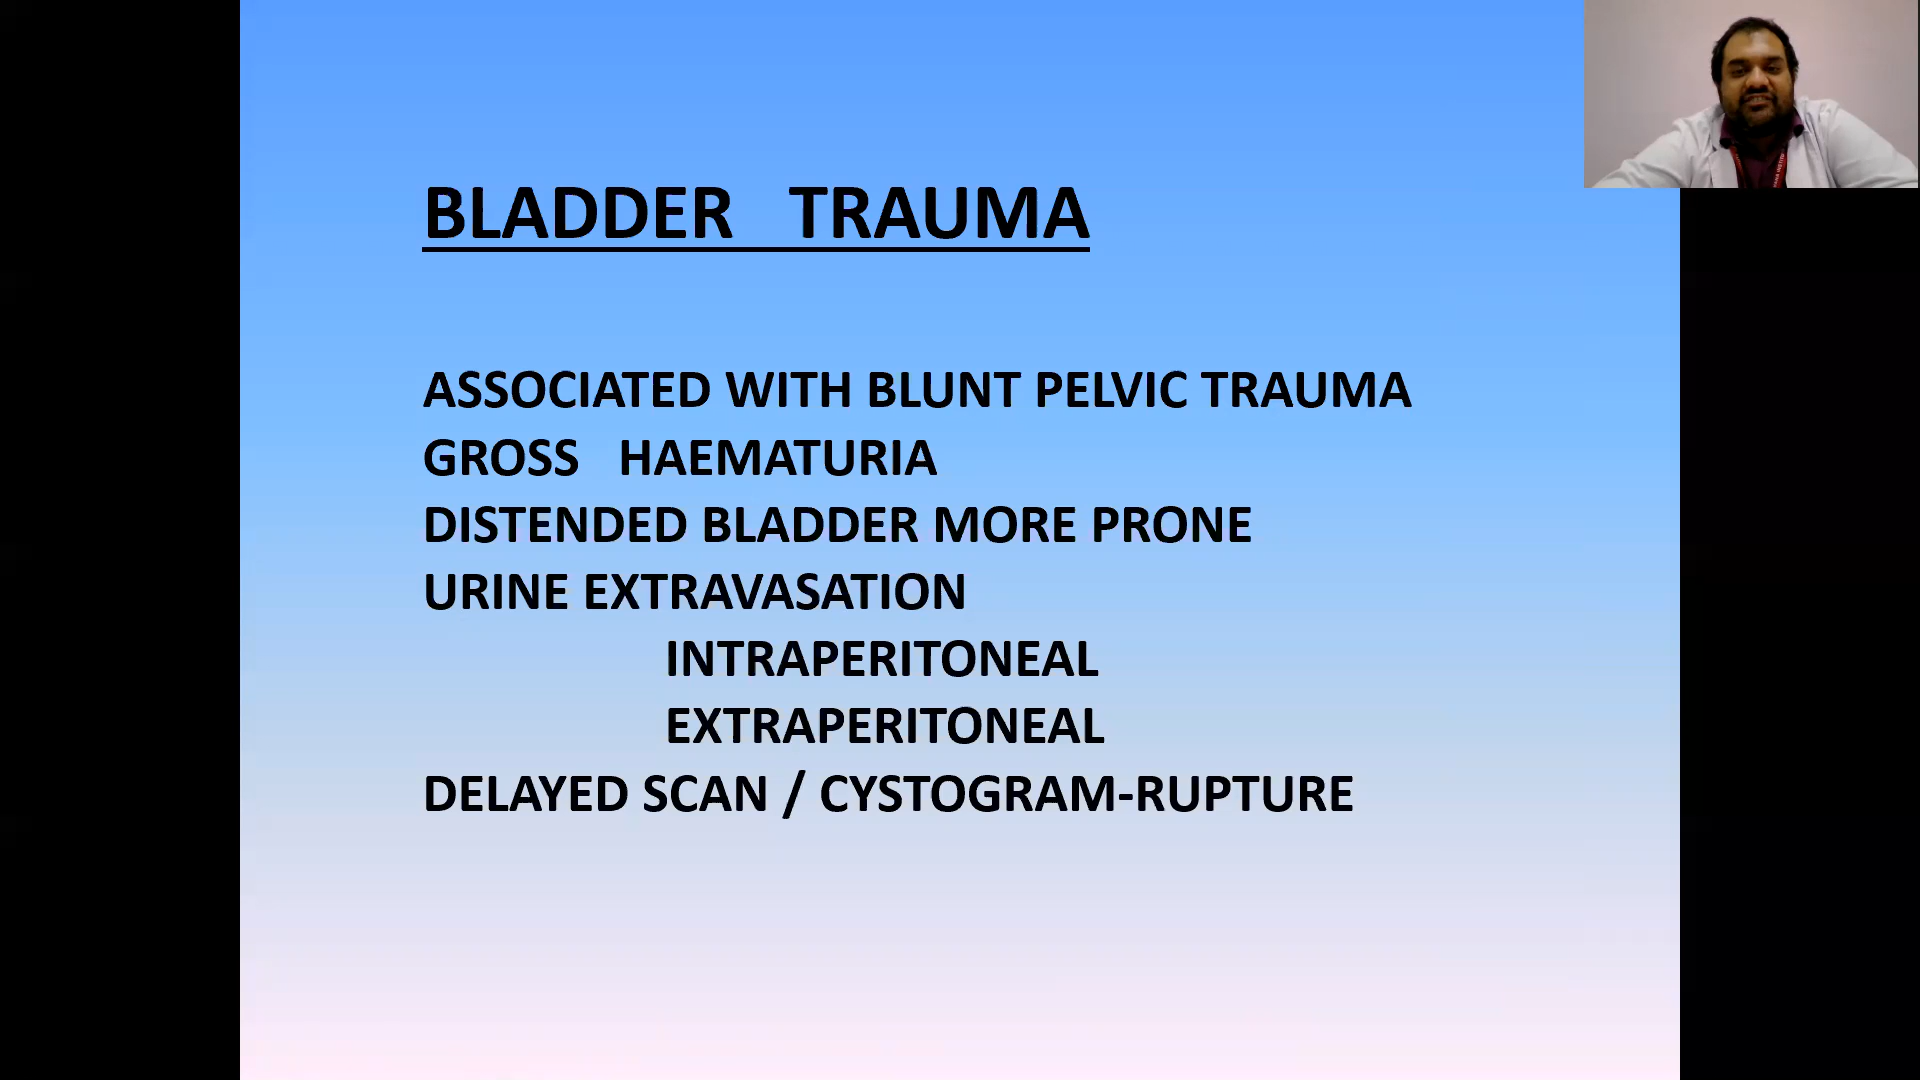 BLADDER TRAUMA
ASSOCIATED WITH BLUNT PELVIC TRAUMA
GROSS HAEMATURIA
DISTENDED BLADDER MORE PRONE
URINE EXTRAVASATION
INTRAPERITONEAL
EXTRAPERITONEAL
DELAYED SCAN / CYSTOGRAM-RUPTURE